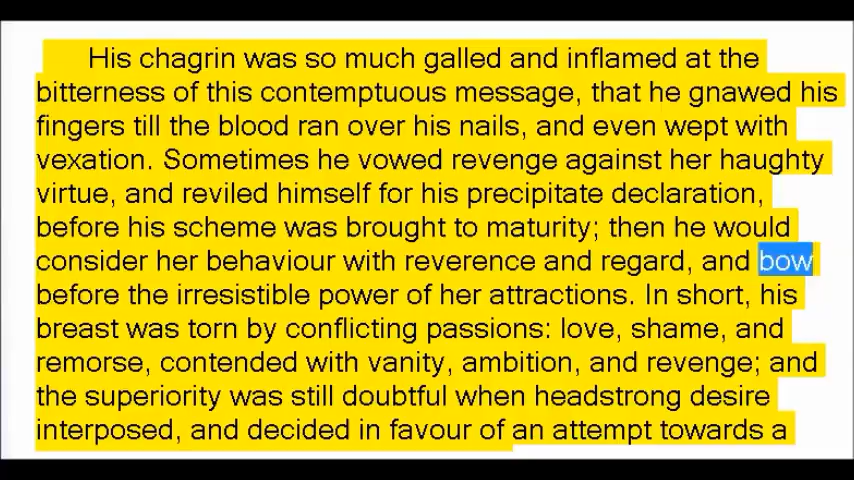 His chagrin was so much galled and inflamed at the
bitterness of this contemptuous message, that he gnawed his
fingers till the blood ran over his nails, and even wept with
vexation. Sometimes he vowed revenge against her haughty
virtue, and reviled himself for his precipitate declaration,
before his scheme was brought to maturity; then he would
consider her behaviour with reverence and regard, and bow
before the irresistible power of her attractions. In short, his
breast was torn by conflicting passions: love, shame, and
remorse, contended with vanity, ambition, and revenge; and
the superiority was still doubtful when headstrong desire
interposed, and decided in favour of an attempt towards a